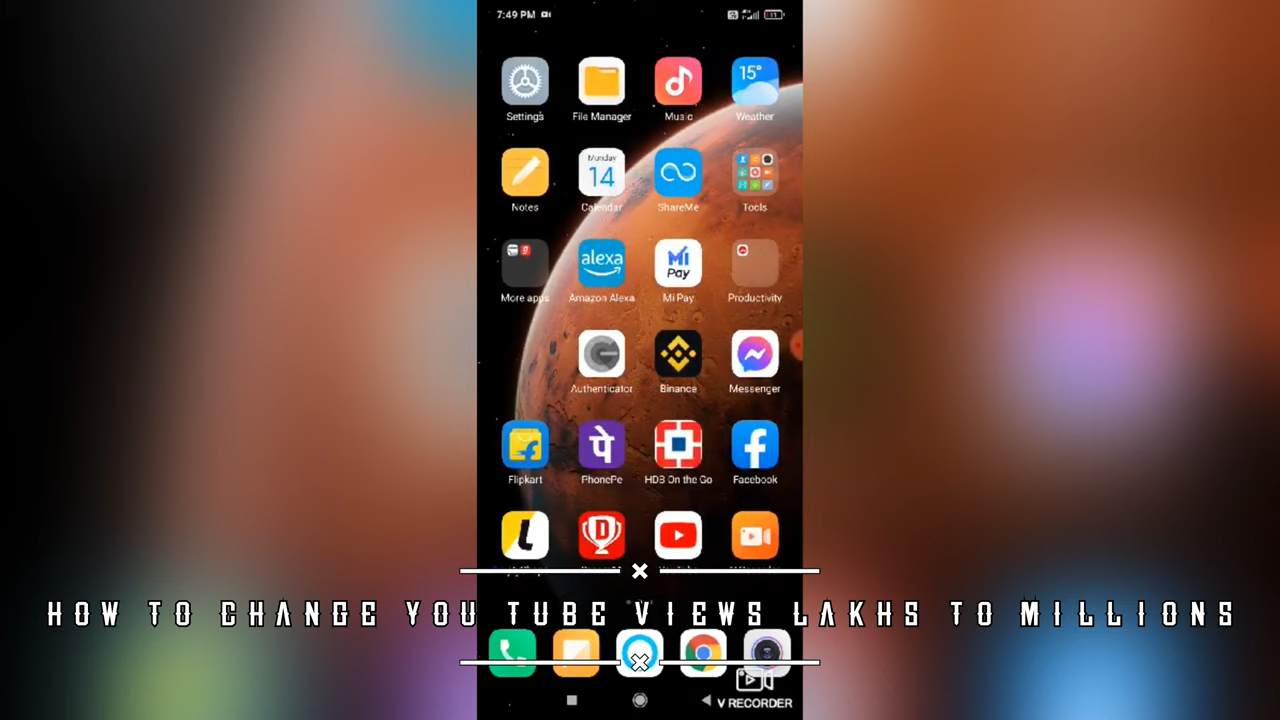 7:49 PM
15°
Settings File Manager Music Weather
Monday
14
Notes Calendar ShareMe Tools
alexa
Mi
Pay
More apps Amazon Alexa Mi Pay Productivity
Authenticator Binance Messenger
पे
Flipkart PhonePe HDB On the Go Facebook
HOW TO CHANGE YOU TUBE VIEWS LAKHS TO MILLIONS
V RECORDER